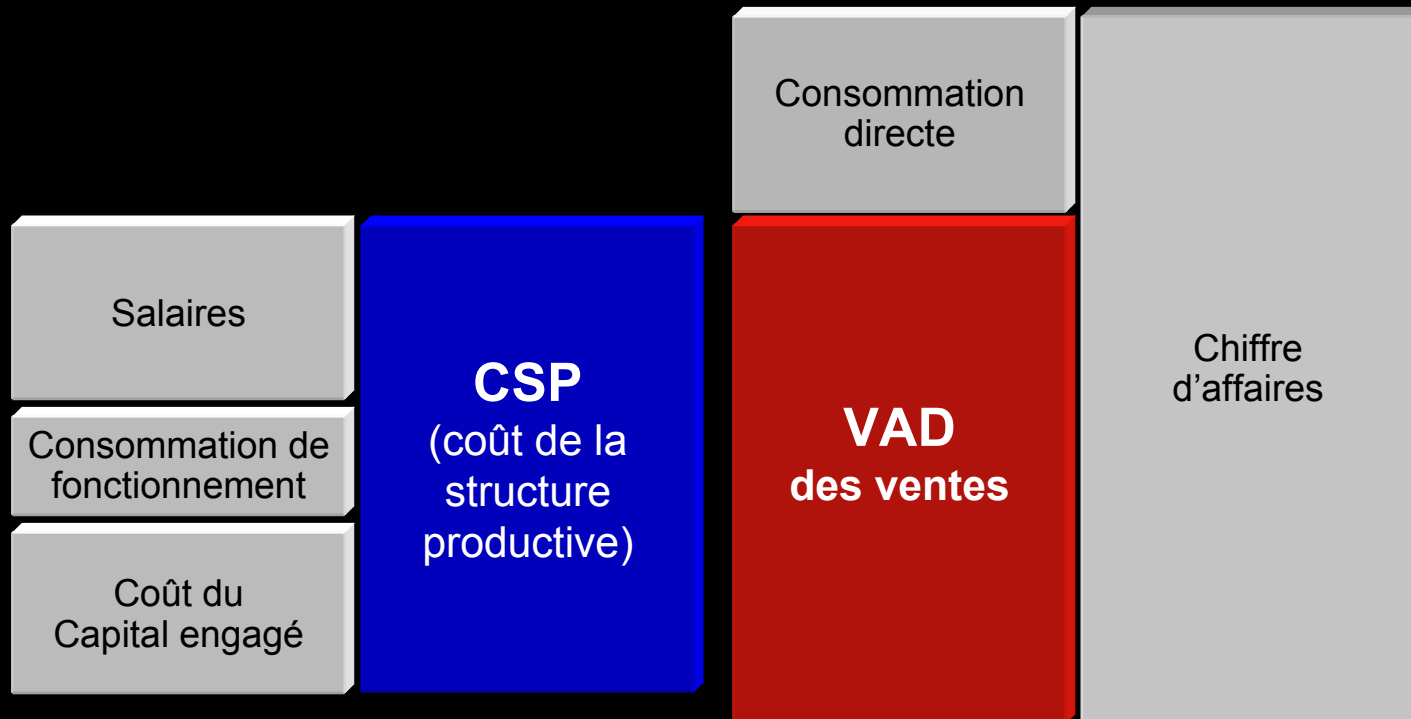 Consommation
directe
Salaires
Consommation de
fonctionnement
Coût du
Capital engagé
CSP
(coût de la
structure
productive)
VAD
des ventes
Chiffre
d’affaires